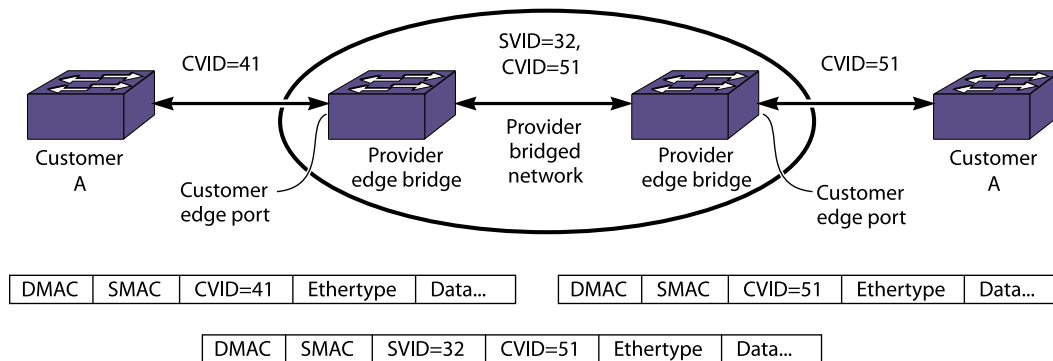 SVID=32,
CVID=41
CVID=51
CVID=51
Customer
A
Provider
edge bridge
Provider
bridged
network
Provider
edge bridge
Customer
A
Customer
edge port
Customer
edge port
DMAC SMAC CVID=41 Ethertype Data...
DMAC SMAC CVID=51 Ethertype Data...
DMAC SMAC SVID=32 CVID=51 Ethertype Data...